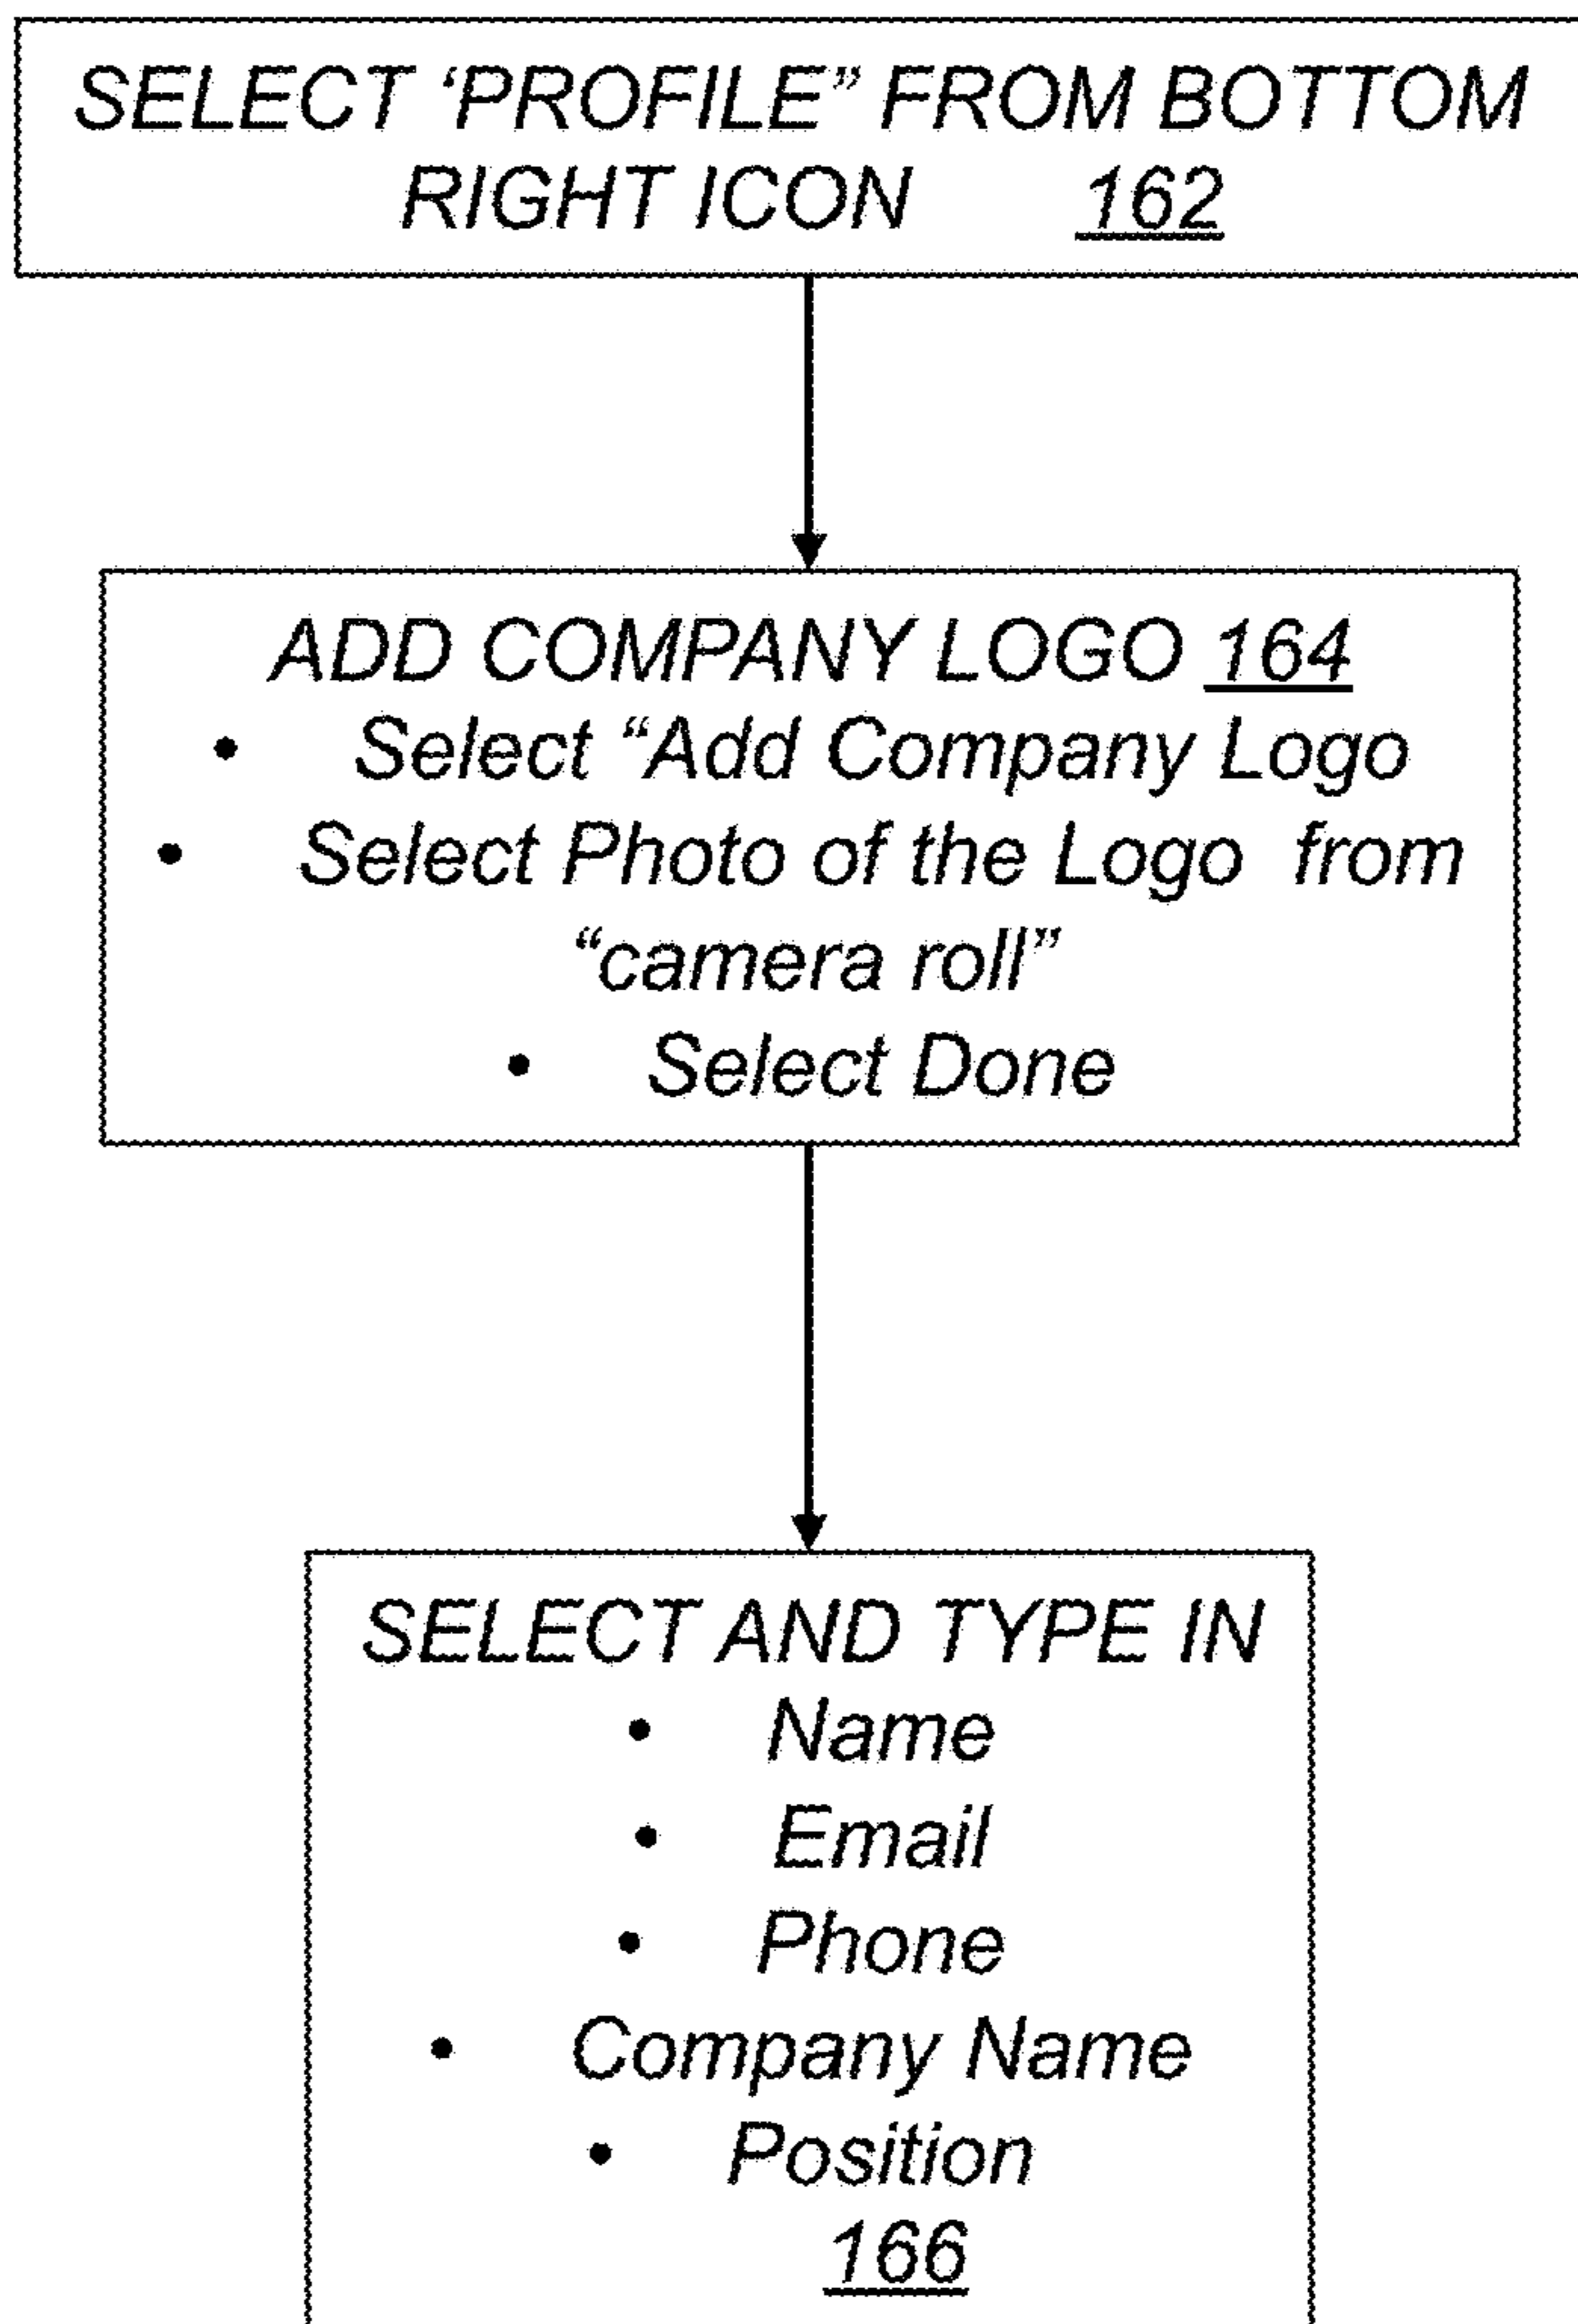 SELECT ‘PROFILE” FROM BOTTOM
RIGHT ICON 162
ADD COMPANY LOGO 164
• Select “Add Company Logo
• Select Photo of the Logo from
“camera roll”
• Select Done
SELECT AND TYPE IN
• Name
• Email
• Phone
• Company Name
• Position
166